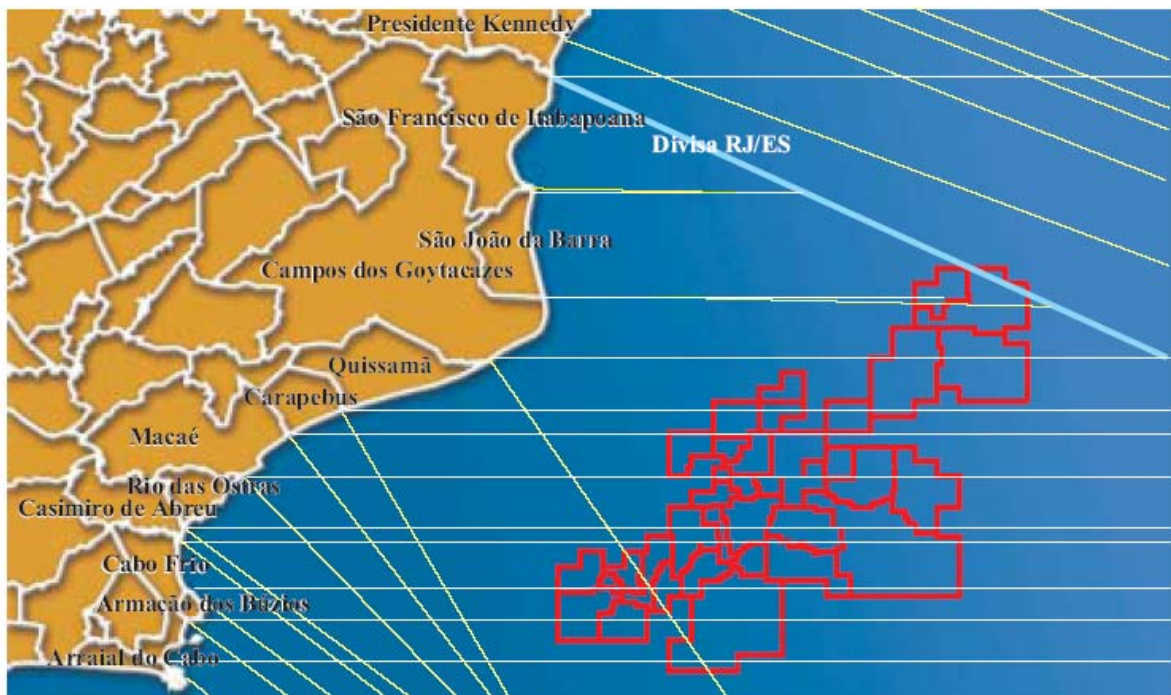 Presidente Kennedy
São Francisco de Itabapoana
Divisa RJ/ES
São João da Barra
Campos dos Goytacazes
Quissamã
Carapebus
Macaé
Rio das Ostras
Casimiro de Abreu
Cabo Frio
Armacão dos Búzios
Arraial do Cabo